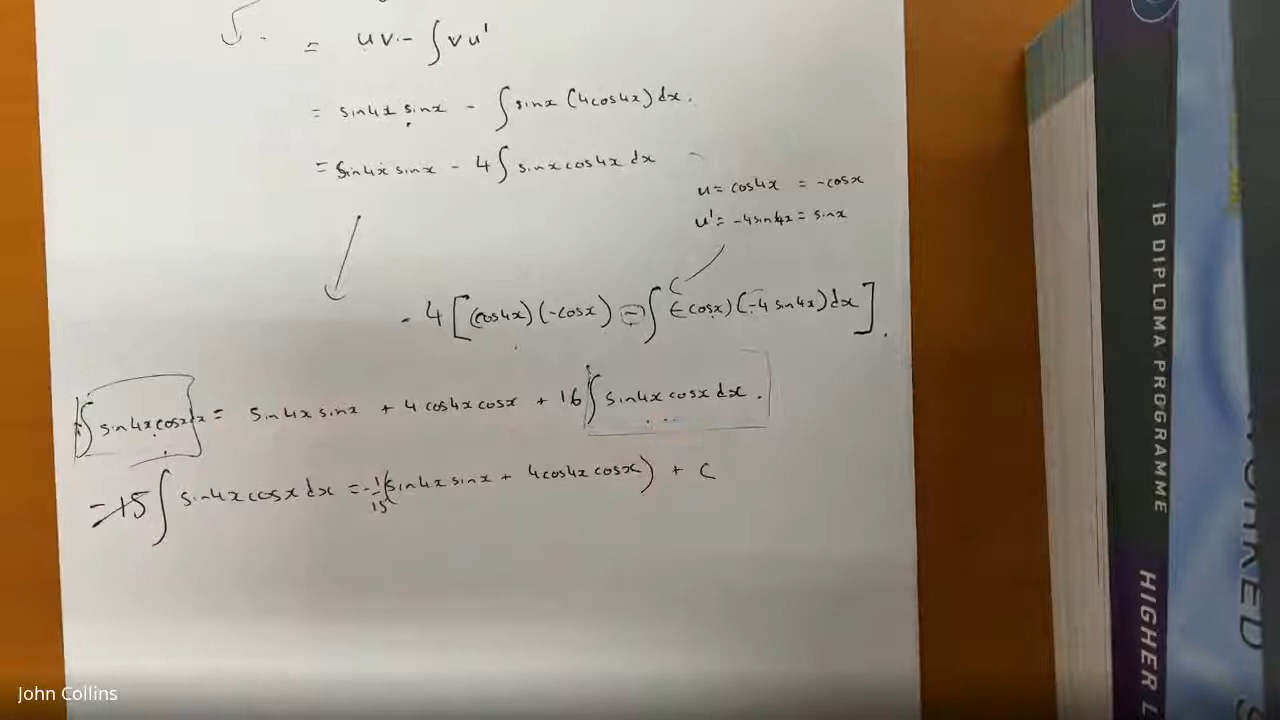 = uv - ∫vu'
= sin4x sinx - ∫sinx (4cos4x) dx.
= sin4x sinx - 4∫sinx cos4x dx
u = cos4x = -cosx
u' = -4sin4x = sinx
- 4[(cos4x)(-cosx) - ∫(-cosx)(-4 sin4x) dx].
∫sin4x cosx dx = sin4x sinx + 4 cos4x cosx + 16∫sin4x cosx dx.
-15∫sin4x cosx dx = -1/15(sin4x sinx + 4cos4x cosx) + C
IB DIPLOMA PROGRAMME
HIGHER L
WORKED
John Collins